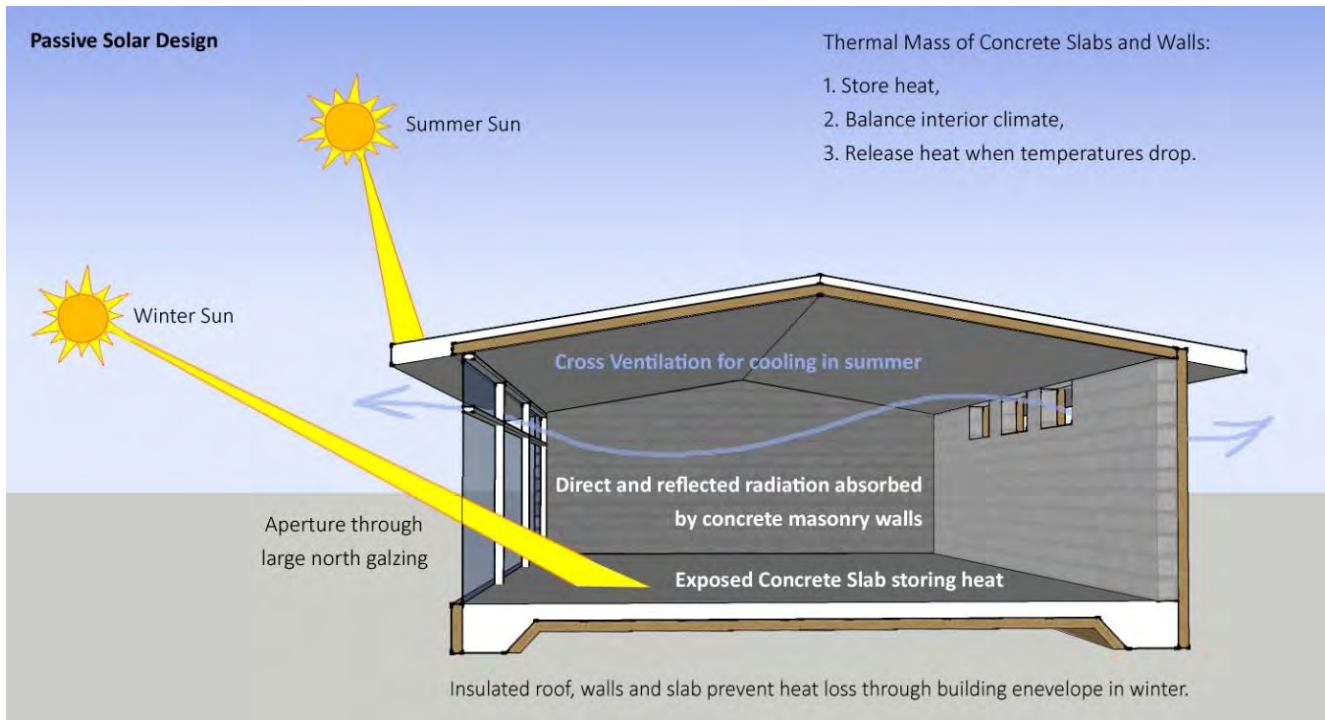 Passive Solar Design
Thermal Mass of Concrete Slabs and Walls:
1. Store heat,
2. Balance interior climate,
3. Release heat when temperatures drop.
Summer Sun
Winter Sun
Cross Ventilation for cooling in summer
Direct and reflected radiation absorbed
by concrete masonry walls
Aperture through
large north galzing
Exposed Concrete Slab storing heat
Insulated roof, walls and slab prevent heat loss through building enevelope in winter.